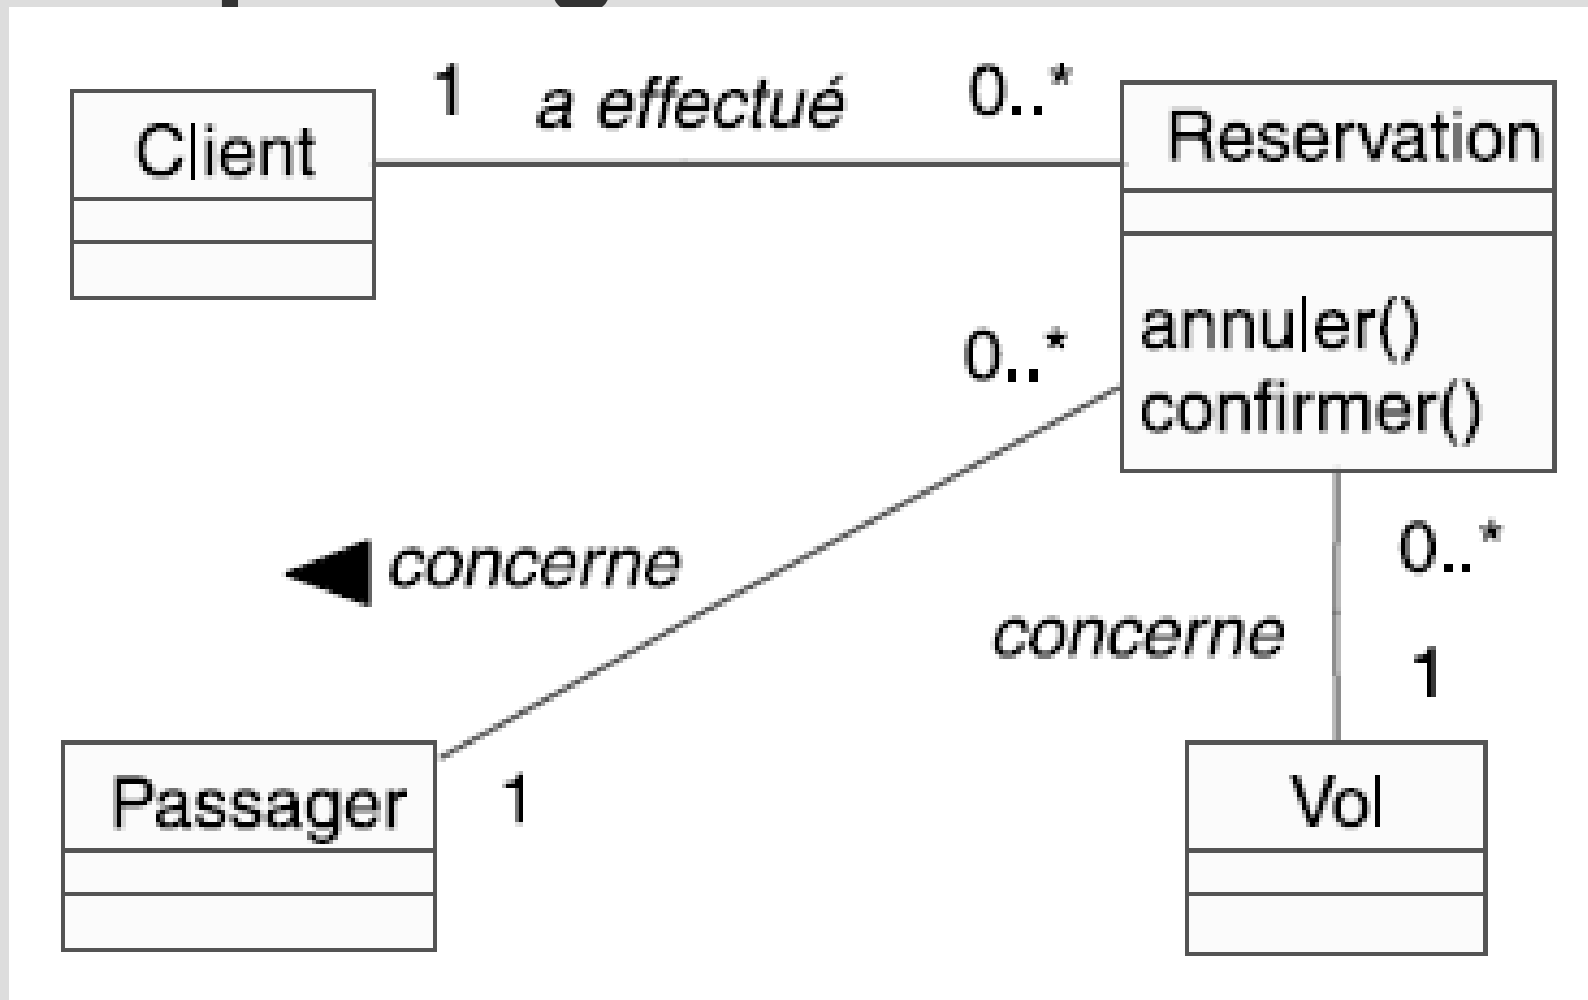 1 a effectué 0..*
Client
Reservation
annuler()
confirmer()
0..*
concerne
0..*
concerne
1
Passager
1
Vol